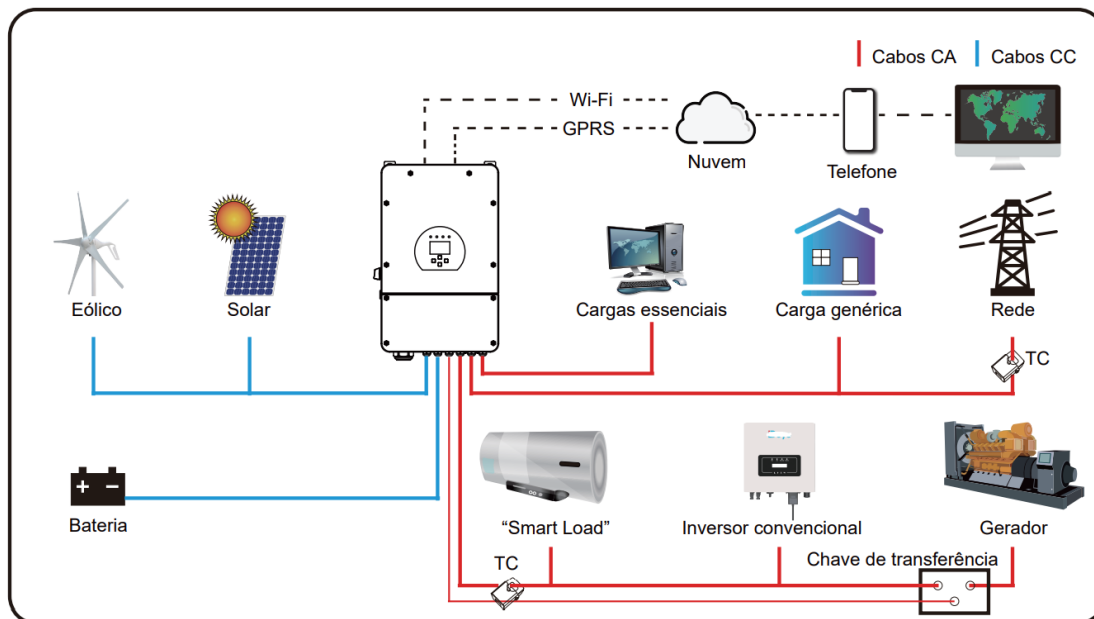 Cabos CA
Cabos CC
Wi-Fi
GPRS
Nuvem
Telefone
Eólico
Solar
Cargas essenciais
Carga genérica
Rede
TC
Bateria
“Smart Load”
Inversor convencional
Gerador
TC
Chave de transferência